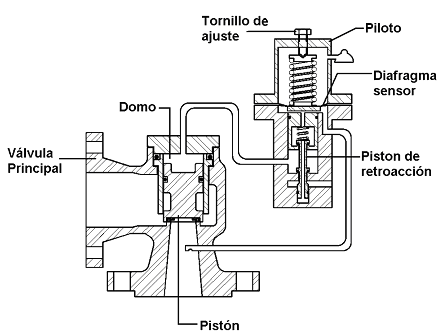 Tornillo de
ajuste
Piloto
Diafragma
sensor
Domo
Válvula
Principal
Piston de
retroacción
Pistón